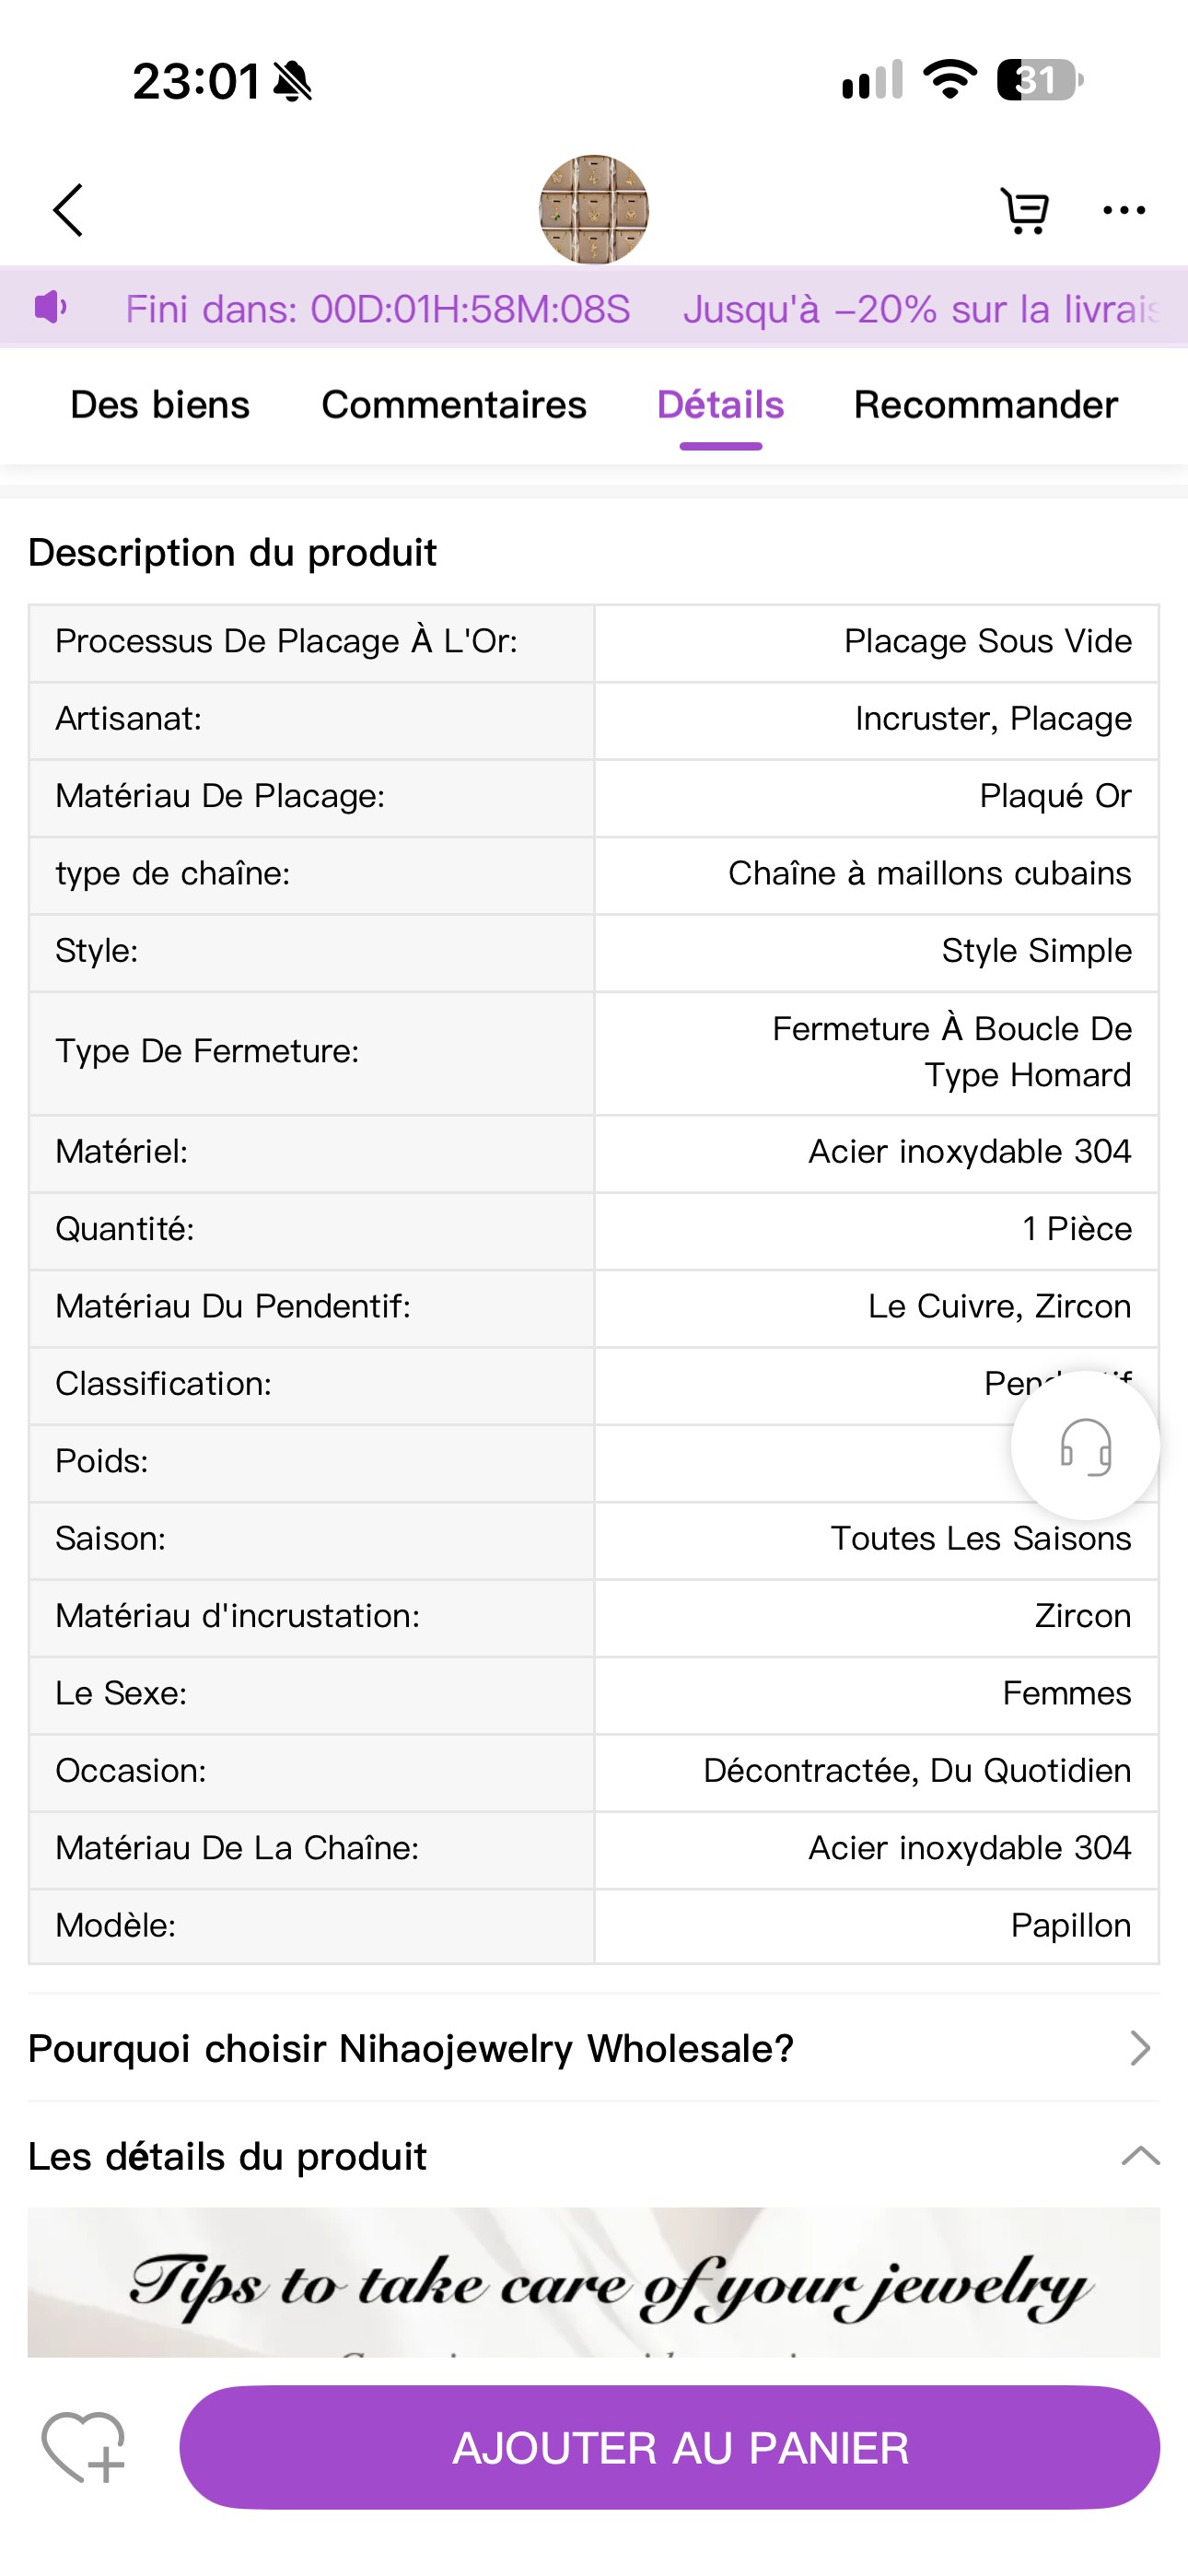 23:01
31
Fini dans: 00D:01H:58M:08S Jusqu'à –20% sur la livrais
Des biens Commentaires Détails Recommander
Description du produit
Processus De Placage À L'Or: Placage Sous Vide
Artisanat: Incruster, Placage
Matériau De Placage: Plaqué Or
type de chaîne: Chaîne à maillons cubains
Style: Style Simple
Type De Fermeture: Fermeture À Boucle De
Type Homard
Matériel: Acier inoxydable 304
Quantité: 1 Pièce
Matériau Du Pendentif: Le Cuivre, Zircon
Classification:
Poids:
Saison: Toutes Les Saisons
Matériau d'incrustation: Zircon
Le Sexe: Femmes
Occasion: Décontractée, Du Quotidien
Matériau De La Chaîne: Acier inoxydable 304
Modèle: Papillon
Pourquoi choisir Nihaojewelry Wholesale?
Les détails du produit
Tips to take care of your jewelry
AJOUTER AU PANIER